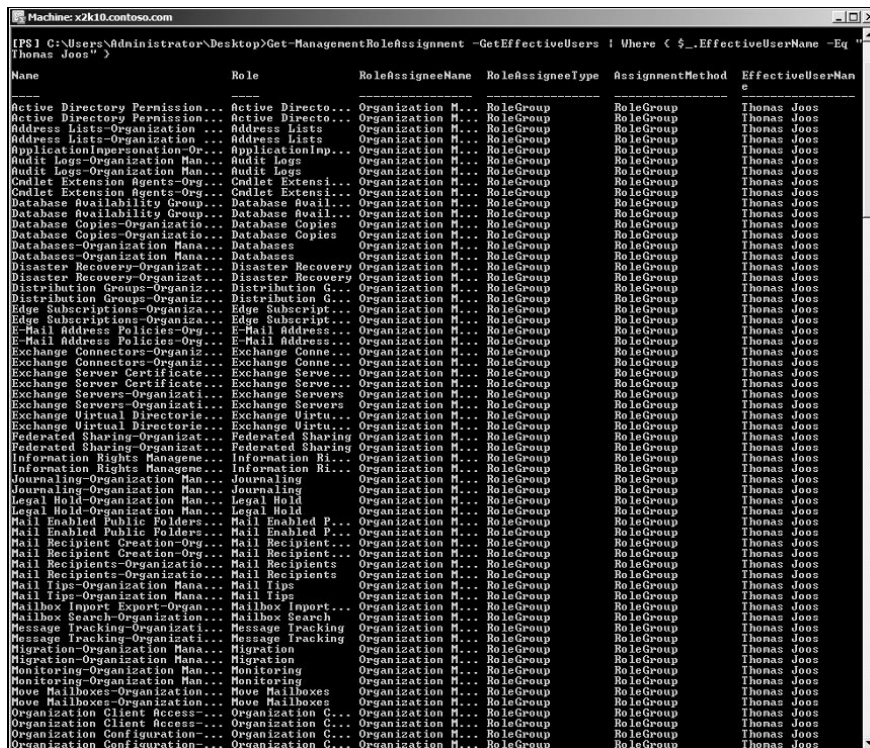 Machine: x2k10.contoso.com
[PS] C:\Users\Administrator\Desktop>Get-ManagementRoleAssignment -GetEffectiveUsers | Where { $_.EffectiveUserName -Eq "
Thomas Joos" }
Name Role RoleAssigneeName RoleAssigneeType AssignmentMethod EffectiveUserNam
e
---- ---- ---------------- ---------------- ---------------- ----------------
Active Directory Permission... Active Directo... Organization M... RoleGroup RoleGroup Thomas Joos
Active Directory Permission... Active Directo... Organization M... RoleGroup RoleGroup Thomas Joos
Address Lists-Organization ... Address Lists Organization M... RoleGroup RoleGroup Thomas Joos
Address Lists-Organization ... Address Lists Organization M... RoleGroup RoleGroup Thomas Joos
ApplicationImpersonation-Or... ApplicationImp... Organization M... RoleGroup RoleGroup Thomas Joos
Audit Logs-Organization Man... Audit Logs Organization M... RoleGroup RoleGroup Thomas Joos
Audit Logs-Organization Man... Audit Logs Organization M... RoleGroup RoleGroup Thomas Joos
Cmdlet Extension Agents-Org... Cmdlet Extensi... Organization M... RoleGroup RoleGroup Thomas Joos
Cmdlet Extension Agents-Org... Cmdlet Extensi... Organization M... RoleGroup RoleGroup Thomas Joos
Database Availability Group... Database Avail... Organization M... RoleGroup RoleGroup Thomas Joos
Database Availability Group... Database Avail... Organization M... RoleGroup RoleGroup Thomas Joos
Database Copies-Organizatio... Database Copies Organization M... RoleGroup RoleGroup Thomas Joos
Database Copies-Organizatio... Database Copies Organization M... RoleGroup RoleGroup Thomas Joos
Databases-Organization Mana... Databases Organization M... RoleGroup RoleGroup Thomas Joos
Databases-Organization Mana... Databases Organization M... RoleGroup RoleGroup Thomas Joos
Disaster Recovery-Organizat... Disaster Recovery Organization M... RoleGroup RoleGroup Thomas Joos
Disaster Recovery-Organizat... Disaster Recovery Organization M... RoleGroup RoleGroup Thomas Joos
Distribution Groups-Organiz... Distribution G... Organization M... RoleGroup RoleGroup Thomas Joos
Distribution Groups-Organiz... Distribution G... Organization M... RoleGroup RoleGroup Thomas Joos
Edge Subscriptions-Organiza... Edge Subscript... Organization M... RoleGroup RoleGroup Thomas Joos
Edge Subscriptions-Organiza... Edge Subscript... Organization M... RoleGroup RoleGroup Thomas Joos
E-Mail Address Policies-Org... E-Mail Address... Organization M... RoleGroup RoleGroup Thomas Joos
E-Mail Address Policies-Org... E-Mail Address... Organization M... RoleGroup RoleGroup Thomas Joos
Exchange Connectors-Organiz... Exchange Conne... Organization M... RoleGroup RoleGroup Thomas Joos
Exchange Connectors-Organiz... Exchange Conne... Organization M... RoleGroup RoleGroup Thomas Joos
Exchange Server Certificate... Exchange Serve... Organization M... RoleGroup RoleGroup Thomas Joos
Exchange Server Certificate... Exchange Serve... Organization M... RoleGroup RoleGroup Thomas Joos
Exchange Servers-Organizati... Exchange Servers Organization M... RoleGroup RoleGroup Thomas Joos
Exchange Servers-Organizati... Exchange Servers Organization M... RoleGroup RoleGroup Thomas Joos
Exchange Virtual Directorie... Exchange Virtu... Organization M... RoleGroup RoleGroup Thomas Joos
Exchange Virtual Directorie... Exchange Virtu... Organization M... RoleGroup RoleGroup Thomas Joos
Federated Sharing-Organizat... Federated Sharing Organization M... RoleGroup RoleGroup Thomas Joos
Federated Sharing-Organizat... Federated Sharing Organization M... RoleGroup RoleGroup Thomas Joos
Information Rights Manageme... Information Ri... Organization M... RoleGroup RoleGroup Thomas Joos
Information Rights Manageme... Information Ri... Organization M... RoleGroup RoleGroup Thomas Joos
Journaling-Organization Man... Journaling Organization M... RoleGroup RoleGroup Thomas Joos
Journaling-Organization Man... Journaling Organization M... RoleGroup RoleGroup Thomas Joos
Legal Hold-Organization Man... Legal Hold Organization M... RoleGroup RoleGroup Thomas Joos
Legal Hold-Organization Man... Legal Hold Organization M... RoleGroup RoleGroup Thomas Joos
Mail Enabled Public Folders... Mail Enabled P... Organization M... RoleGroup RoleGroup Thomas Joos
Mail Enabled Public Folders... Mail Enabled P... Organization M... RoleGroup RoleGroup Thomas Joos
Mail Recipient Creation-Org... Mail Recipient... Organization M... RoleGroup RoleGroup Thomas Joos
Mail Recipient Creation-Org... Mail Recipient... Organization M... RoleGroup RoleGroup Thomas Joos
Mail Recipients-Organizatio... Mail Recipients Organization M... RoleGroup RoleGroup Thomas Joos
Mail Recipients-Organizatio... Mail Recipients Organization M... RoleGroup RoleGroup Thomas Joos
Mail Tips-Organization Mana... Mail Tips Organization M... RoleGroup RoleGroup Thomas Joos
Mail Tips-Organization Mana... Mail Tips Organization M... RoleGroup RoleGroup Thomas Joos
Mailbox Import Export-Organ... Mailbox Import... Organization M... RoleGroup RoleGroup Thomas Joos
Mailbox Search-Organization... Mailbox Search Organization M... RoleGroup RoleGroup Thomas Joos
Message Tracking-Organizati... Message Tracking Organization M... RoleGroup RoleGroup Thomas Joos
Message Tracking-Organizati... Message Tracking Organization M... RoleGroup RoleGroup Thomas Joos
Migration-Organization Mana... Migration Organization M... RoleGroup RoleGroup Thomas Joos
Migration-Organization Mana... Migration Organization M... RoleGroup RoleGroup Thomas Joos
Monitoring-Organization Man... Monitoring Organization M... RoleGroup RoleGroup Thomas Joos
Monitoring-Organization Man... Monitoring Organization M... RoleGroup RoleGroup Thomas Joos
Move Mailboxes-Organization... Move Mailboxes Organization M... RoleGroup RoleGroup Thomas Joos
Move Mailboxes-Organization... Move Mailboxes Organization M... RoleGroup RoleGroup Thomas Joos
Organization Client Access-... Organization C... Organization M... RoleGroup RoleGroup Thomas Joos
Organization Client Access-... Organization C... Organization M... RoleGroup RoleGroup Thomas Joos
Organization Configuration-... Organization C... Organization M... RoleGroup RoleGroup Thomas Joos
Organization Configuration-... Organization C... Organization M... RoleGroup RoleGroup Thomas Joos